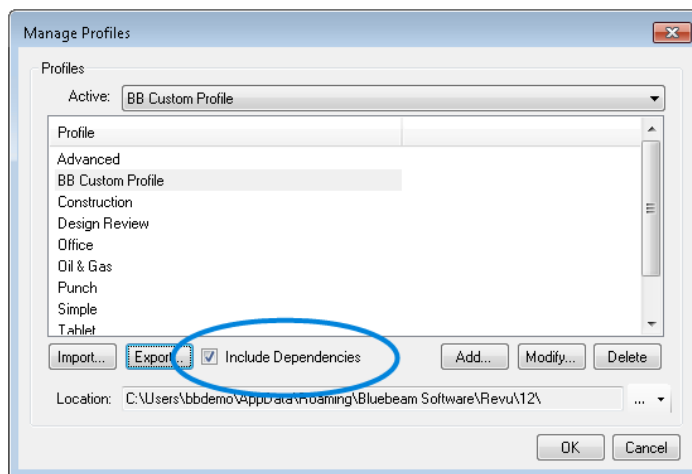 Manage Profiles
Profiles
Active: BB Custom Profile
Profile
Advanced
BB Custom Profile
Construction
Design Review
Office
Oil & Gas
Punch
Simple
Tablet
Import... Export... Include Dependencies Add... Modify... Delete
Location: C:\Users\bbdemo\AppData\Roaming\Bluebeam Software\Revu\12\ ...
OK Cancel